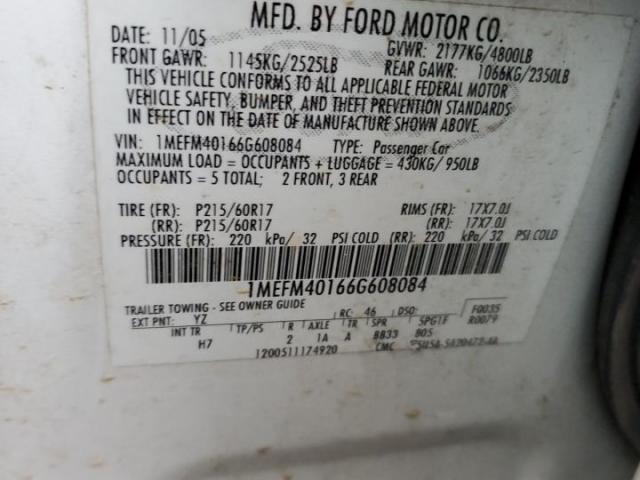 MFD. BY FORD MOTOR CO.
DATE: 11/05 GVWR: 2177KG/4800LB
FRONT GAWR: 1145KG/2525LB REAR GAWR: 1066KG/2350LB
THIS VEHICLE CONFORMS TO ALL APPLICABLE FEDERAL MOTOR
VEHICLE SAFETY, BUMPER, AND THEFT PREVENTION STANDARDS
IN EFFECT ON THE DATE OF MANUFACTURE SHOWN ABOVE.
VIN: 1MEFM40166G608084 TYPE: Passenger Car
MAXIMUM LOAD = OCCUPANTS + LUGGAGE = 430KG/ 950LB
OCCUPANTS = 5 TOTAL; 2 FRONT, 3 REAR
TIRE (FR): P215/60R17 RIMS (FR): 17X7.0J
(RR): P215/60R17 (RR): 17X7.0J
PRESSURE (FR): 220 kPa/ 32 PSI COLD (RR): 220 kPa/ 32 PSI COLD
1MEFM40166G608084
TRAILER TOWING - SEE OWNER GUIDE
EXT PNT: YZ RC: 46 DSO: F0035
R0079
INT TR TP/PS R AXLE TR SPR
H7 2 1A A 8833 805
1200511174920 CMC